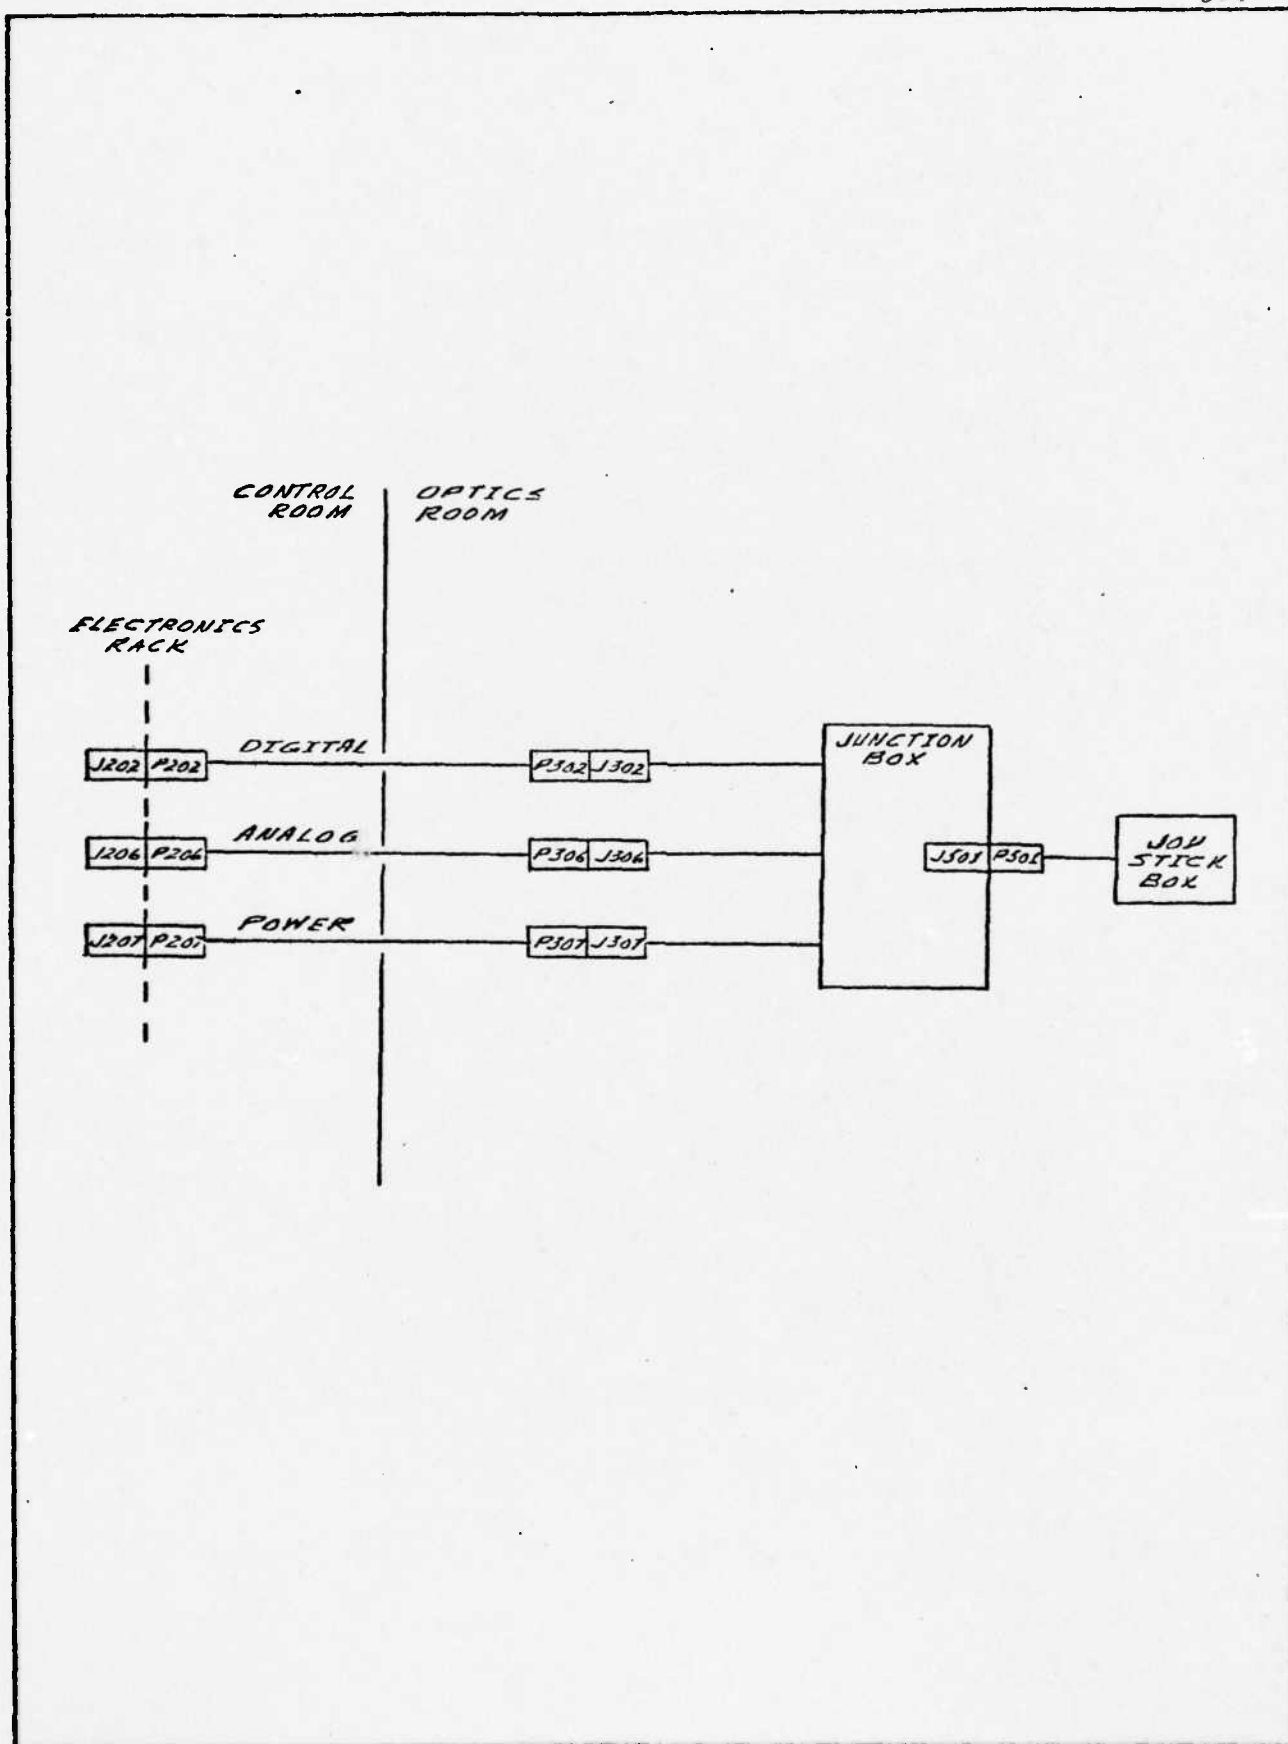 CONTROL
ROOM
OPTICS
ROOM
ELECTRONICS
RACK
DIGITAL
J202 P202
P302 J302
JUNCTION
BOX
ANALOG
J206 P206
P306 J306
J501 P501
JOY
STICK
BOX
POWER
J207 P207
P307 J307